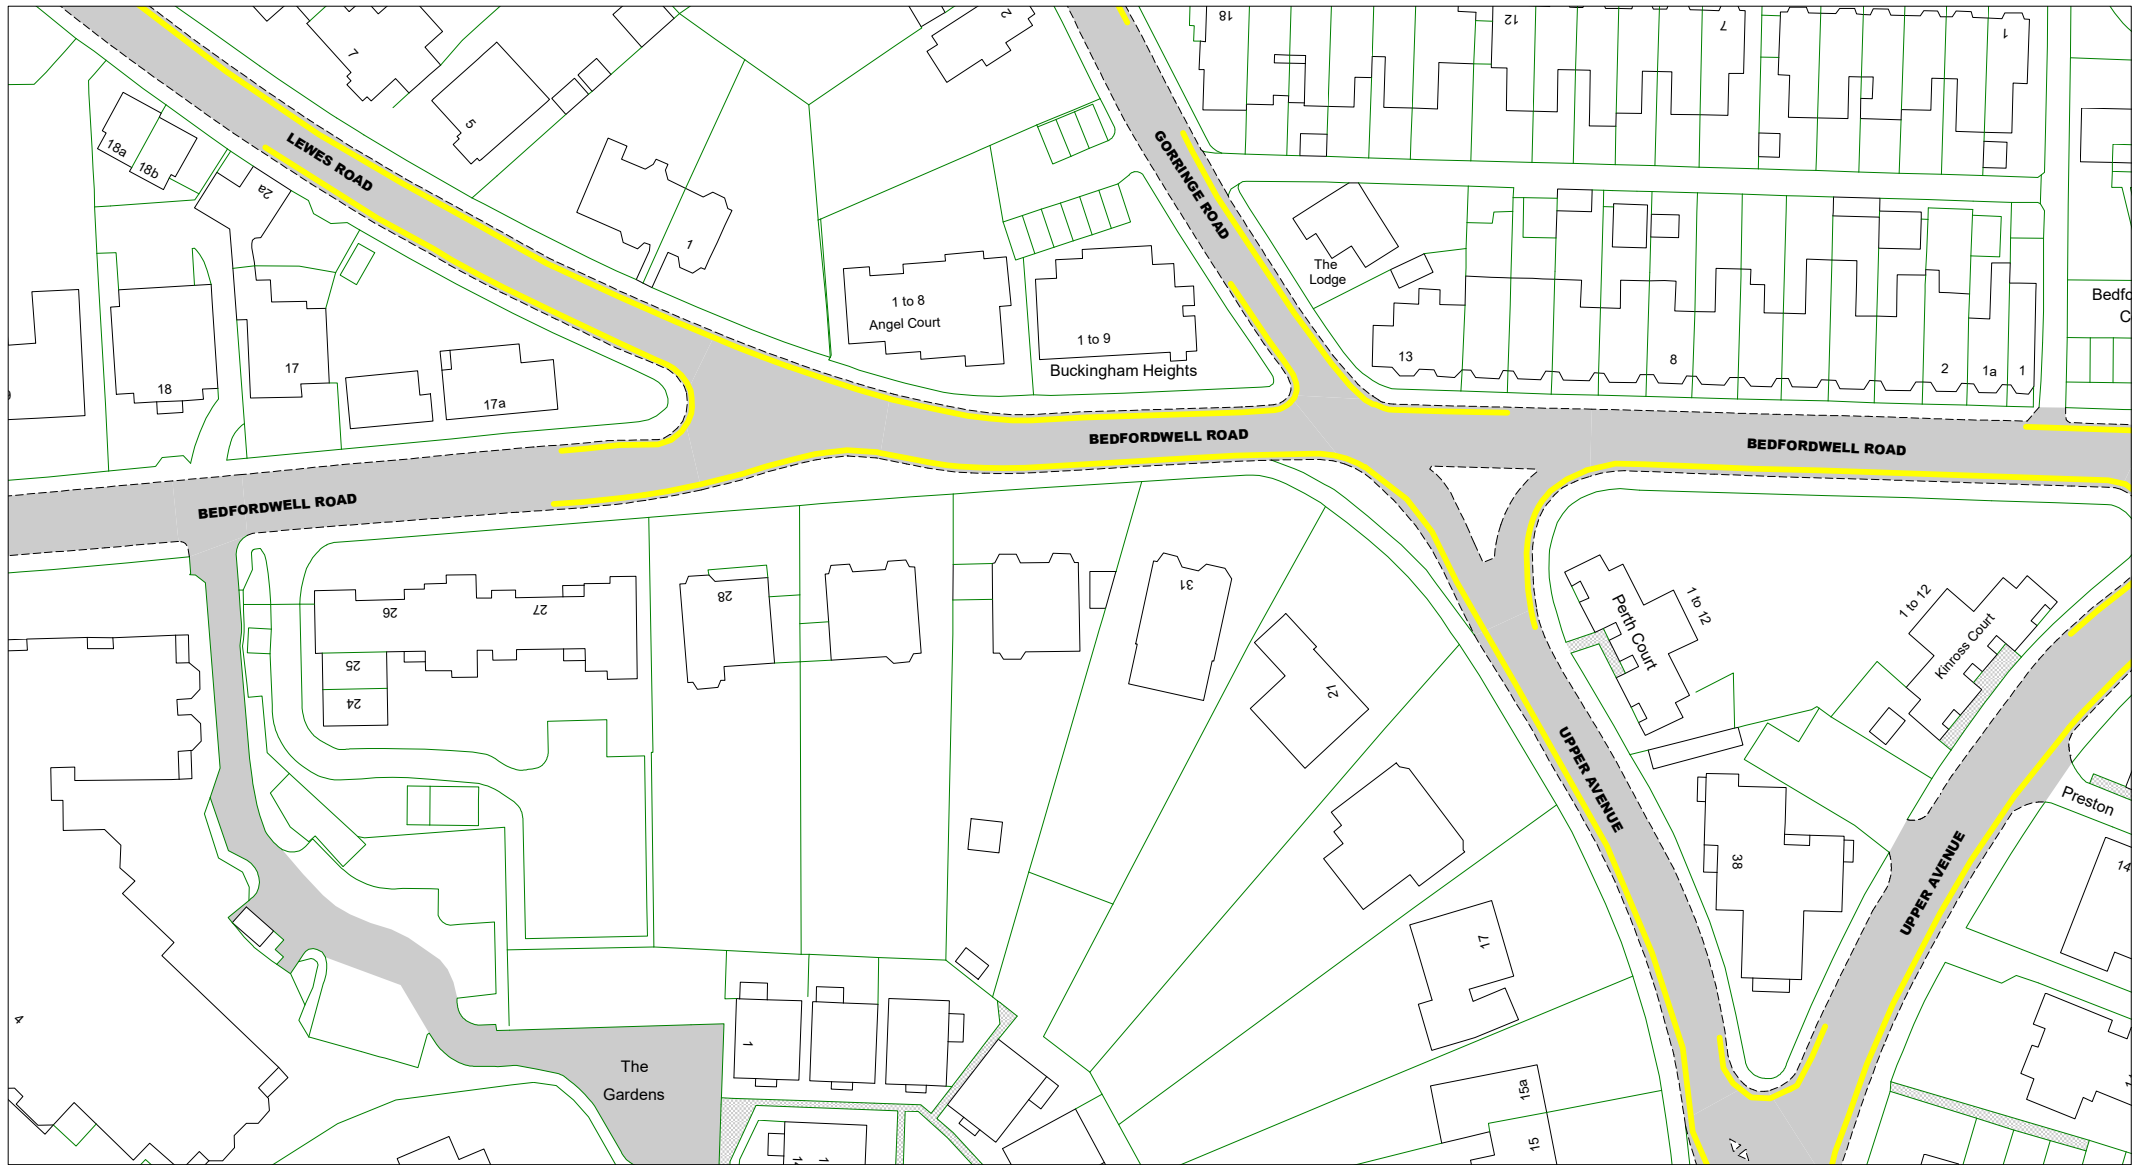 7
2
18
12
7
1
LEWES ROAD
5
18a
18b
2a
GORRINGE ROAD
1
The
Lodge
1 to 8
Angel Court
1 to 9
Buckingham Heights
13
8
2
1a
1
18
17
17a
BEDFORDWELL ROAD
BEDFORDWELL ROAD
BEDFORDWELL ROAD
26
27
28
31
25
24
21
Perth Court
1 to 12
1 to 12
Kinross Court
UPPER AVENUE
Preston
38
14
UPPER AVENUE
17
4
1
The
Gardens
15a
15